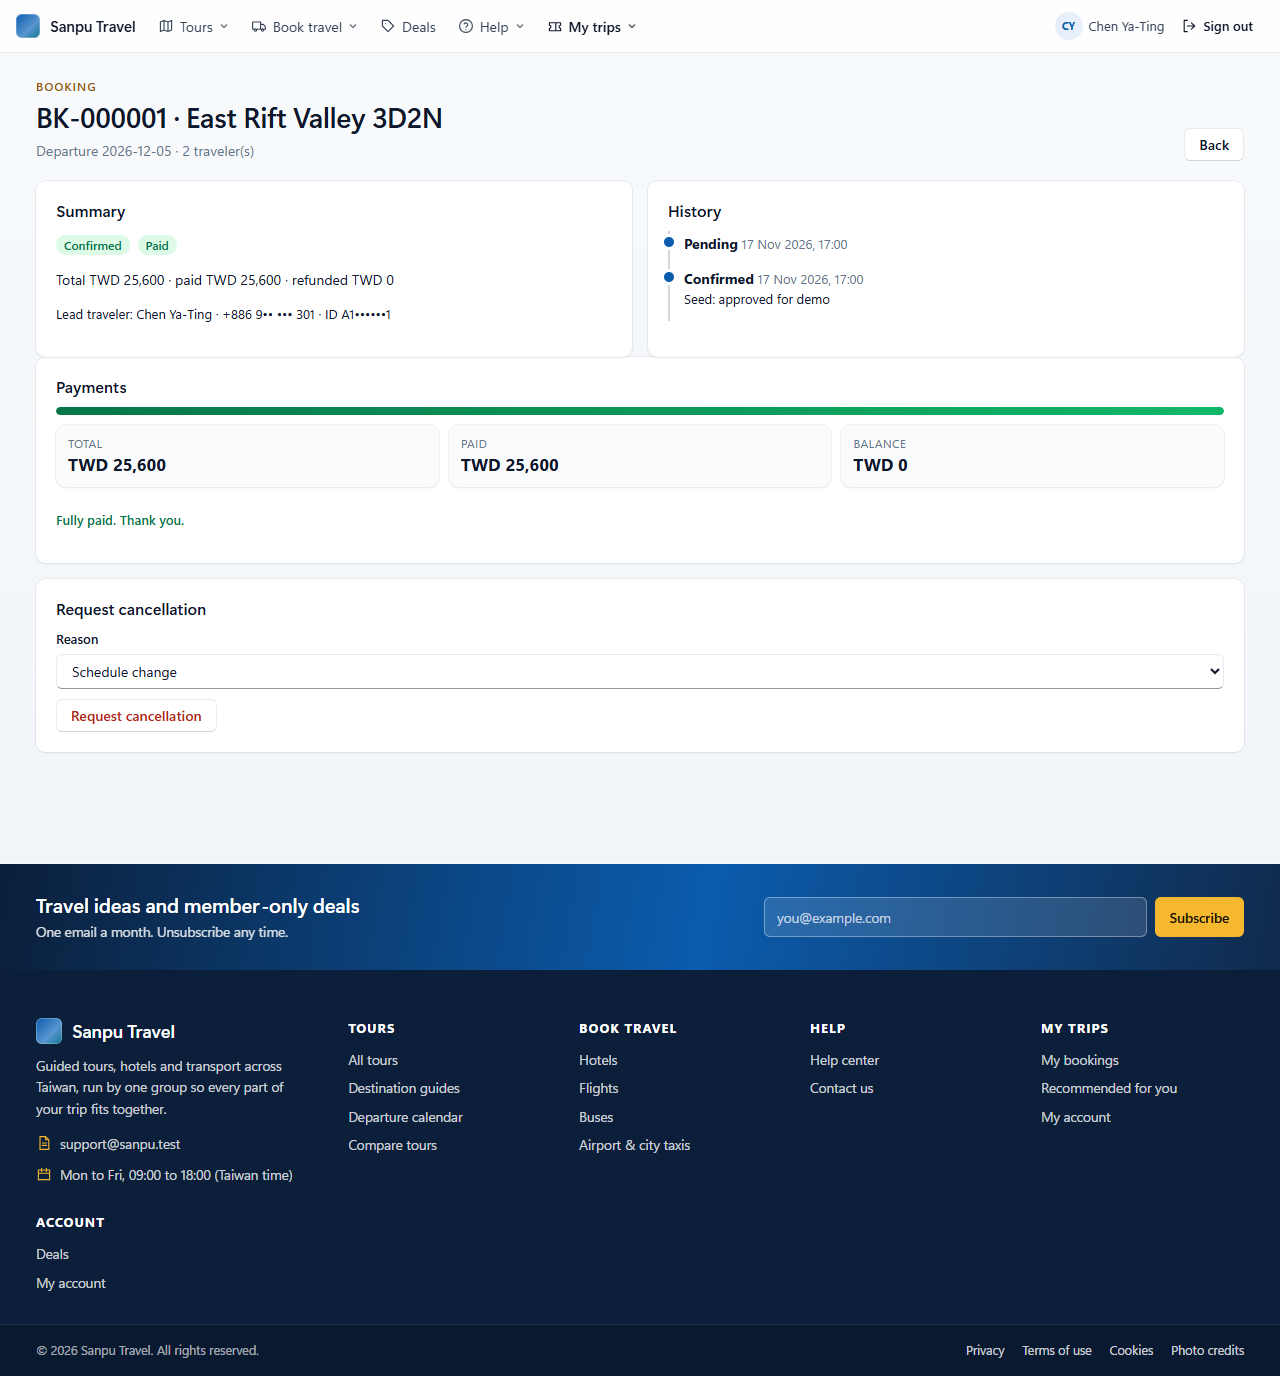 Sanpu Travel Tours Book travel Deals Help My trips CY Chen Ya-Ting Sign out
BOOKING
BK-000001 · East Rift Valley 3D2N
Departure 2026-12-05 · 2 traveler(s)
Back
Summary
Confirmed Paid
Total TWD 25,600 · paid TWD 25,600 · refunded TWD 0
Lead traveler: Chen Ya-Ting · +886 9•• ••• 301 · ID A1••••••1
History
Pending 17 Nov 2026, 17:00
Confirmed 17 Nov 2026, 17:00
Seed: approved for demo
Payments
TOTAL
TWD 25,600
PAID
TWD 25,600
BALANCE
TWD 0
Fully paid. Thank you.
Request cancellation
Reason
Schedule change
Request cancellation
Travel ideas and member-only deals
One email a month. Unsubscribe any time.
you@example.com
Subscribe
Sanpu Travel
Guided tours, hotels and transport across
Taiwan, run by one group so every part of
your trip fits together.
support@sanpu.test
Mon to Fri, 09:00 to 18:00 (Taiwan time)
TOURS
All tours
Destination guides
Departure calendar
Compare tours
BOOK TRAVEL
Hotels
Flights
Buses
Airport & city taxis
HELP
Help center
Contact us
MY TRIPS
My bookings
Recommended for you
My account
ACCOUNT
Deals
My account
© 2026 Sanpu Travel. All rights reserved.
Privacy Terms of use Cookies Photo credits